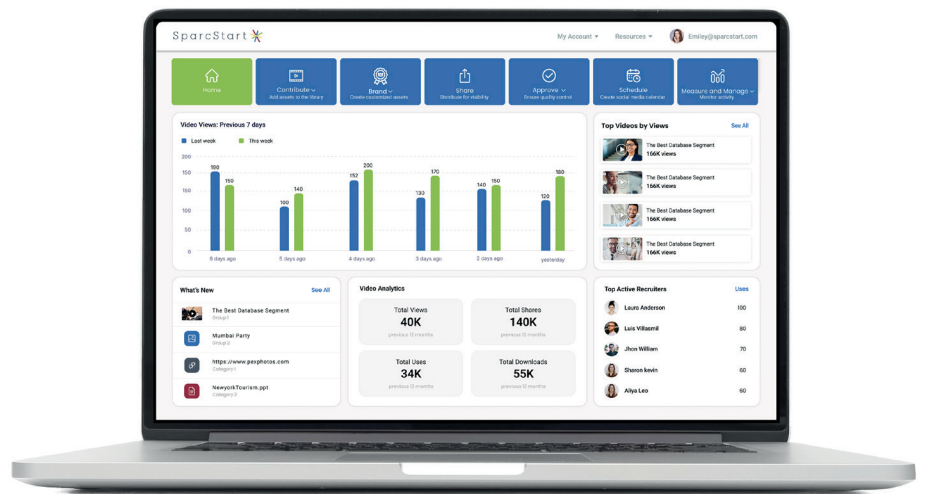 SparcStart
My Account
Resources
Emiley@sparcstart.com
Home
Contribute
Add assets to the library
Brand
Create customized assets
Share
Distribute for visibility
Approve
Ensure quality control
Schedule
Create social media calendar
Measure and Manage
Monitor activity
Video Views: Previous 7 days
Last week
This week
200
150
150
100
50
0
190
150
100
140
152
200
130
170
140
150
120
180
6 days ago
5 days ago
4 days ago
3 days ago
2 days ago
yesterday
Top Videos by Views
See All
The Best Database Segment
166K views
The Best Database Segment
166K views
The Best Database Segment
166K views
The Best Database Segment
166K views
What's New
See All
The Best Database Segment
Group 1
Mumbai Party
Group 2
https://www.pexphotos.com
Category 1
NewyorkTourism.ppt
Category 3
Video Analytics
Total Views
40K
previous 12 months
Total Shores
140K
previous 12 months
Total Uses
34K
previous 12 months
Total Downloads
55K
previous 12 months
Top Active Recruiters
Uses
Laura Anderson
100
Luis Villasmil
80
Jhon William
70
Sharon kevin
60
Aliya Leo
60